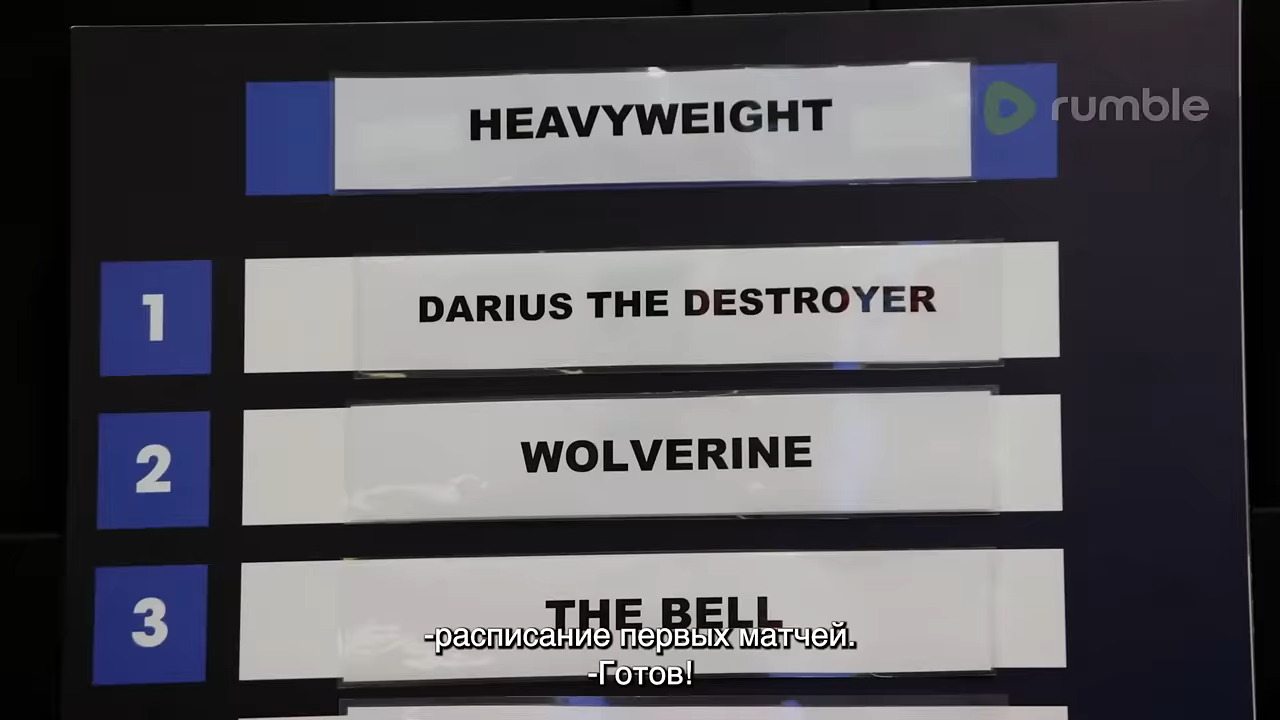 HEAVYWEIGHT
rumble
1 DARIUS THE DESTROYER
2 WOLVERINE
3 THE BELL
-расписание первых матчей.
-Готов!